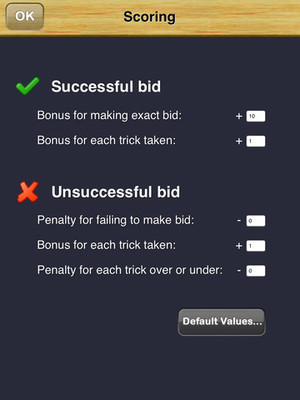 OK
Scoring
Successful bid
Bonus for making exact bid: + 10
Bonus for each trick taken: + 1
Unsuccessful bid
Penalty for failing to make bid: - 0
Bonus for each trick taken: + 1
Penalty for each trick over or under: - 0
Default Values...